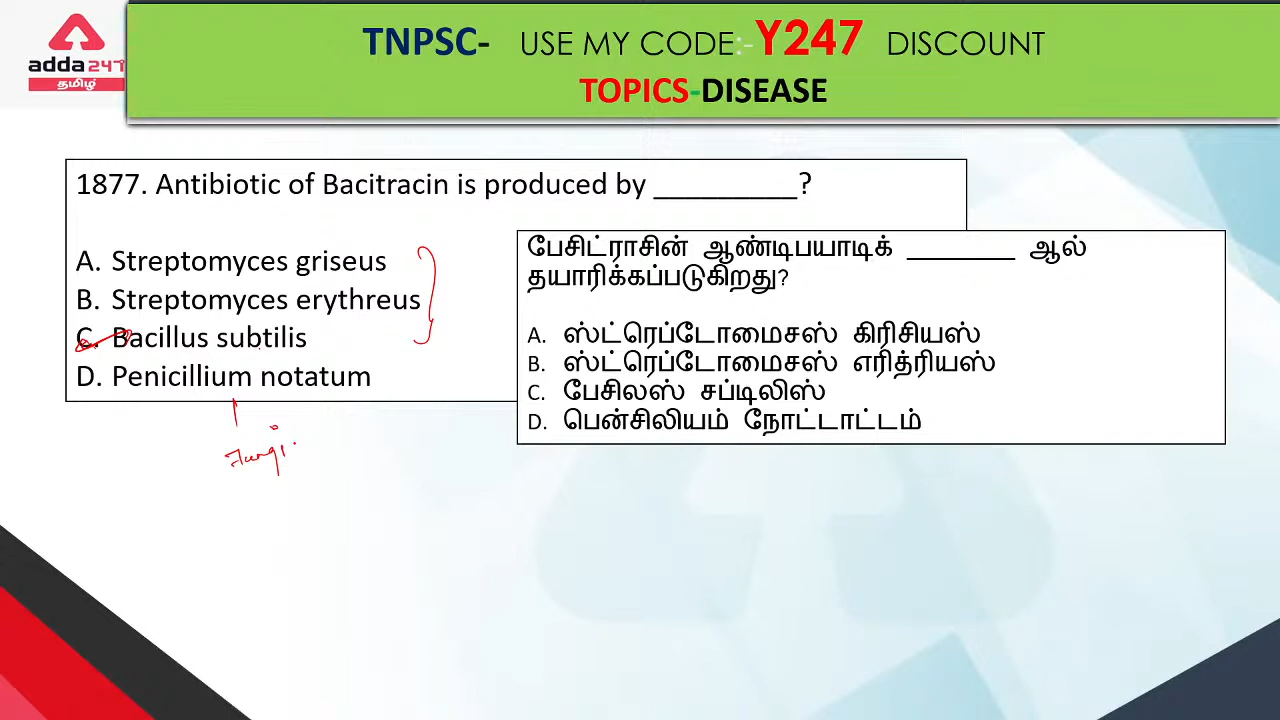 adda247
தமிழ்
TNPSC- USE MY CODE:-Y247 DISCOUNT
TOPICS-DISEASE
1877. Antibiotic of Bacitracin is produced by _________?
A. Streptomyces griseus
B. Streptomyces erythreus
C. Bacillus subtilis
D. Penicillium notatum
Fungi
பேசிட்ராசின் ஆண்டிபயாடிக் ________ ஆல்
தயாரிக்கப்படுகிறது?
A. ஸ்ட்ரெப்டோமைசஸ் கிரிசியஸ்
B. ஸ்ட்ரெப்டோமைசஸ் எரித்ரியஸ்
C. பேசிலஸ் சப்டிலிஸ்
D. பென்சிலியம் நோட்டாட்டம்